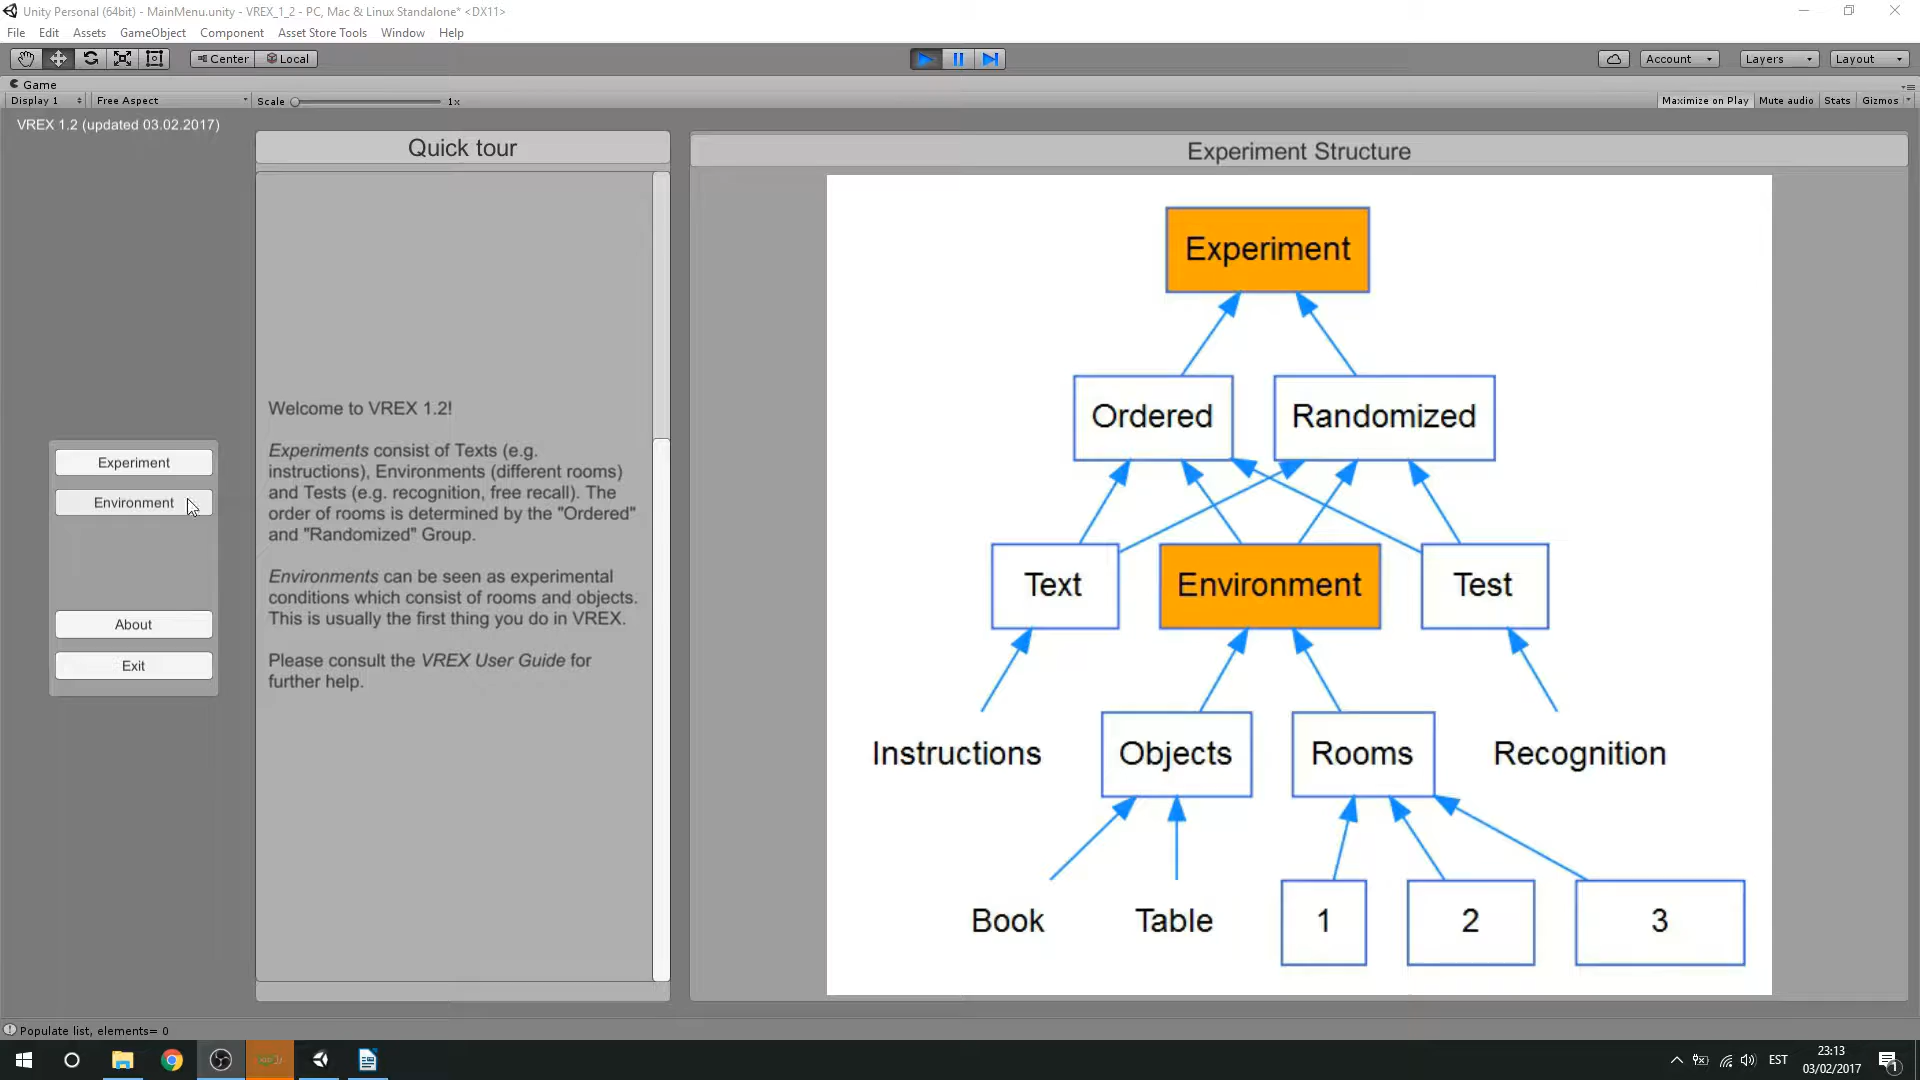 Unity Personal (64bit) - MainMenu.unity - VREX_1_2 - PC, Mac & Linux Standalone* <DX11>
File Edit Assets GameObject Component Asset Store Tools Window Help
Center Local Account Layers Layout
Game
Display 1 Free Aspect Scale 1x Maximize on Play Mute audio Stats Gizmos
VREX 1.2 (updated 03.02.2017)
Experiment
Environment
About
Exit
Quick tour
Welcome to VREX 1.2!
Experiments consist of Texts (e.g.
instructions), Environments (different rooms)
and Tests (e.g. recognition, free recall). The
order of rooms is determined by the "Ordered"
and "Randomized" Group.
Environments can be seen as experimental
conditions which consist of rooms and objects.
This is usually the first thing you do in VREX.
Please consult the VREX User Guide for
further help.
Experiment Structure
Experiment
Ordered Randomized
Text Environment Test
Instructions Objects Rooms Recognition
Book Table 1 2 3
Populate list, elements= 0
EST
23:13
03/02/2017
1